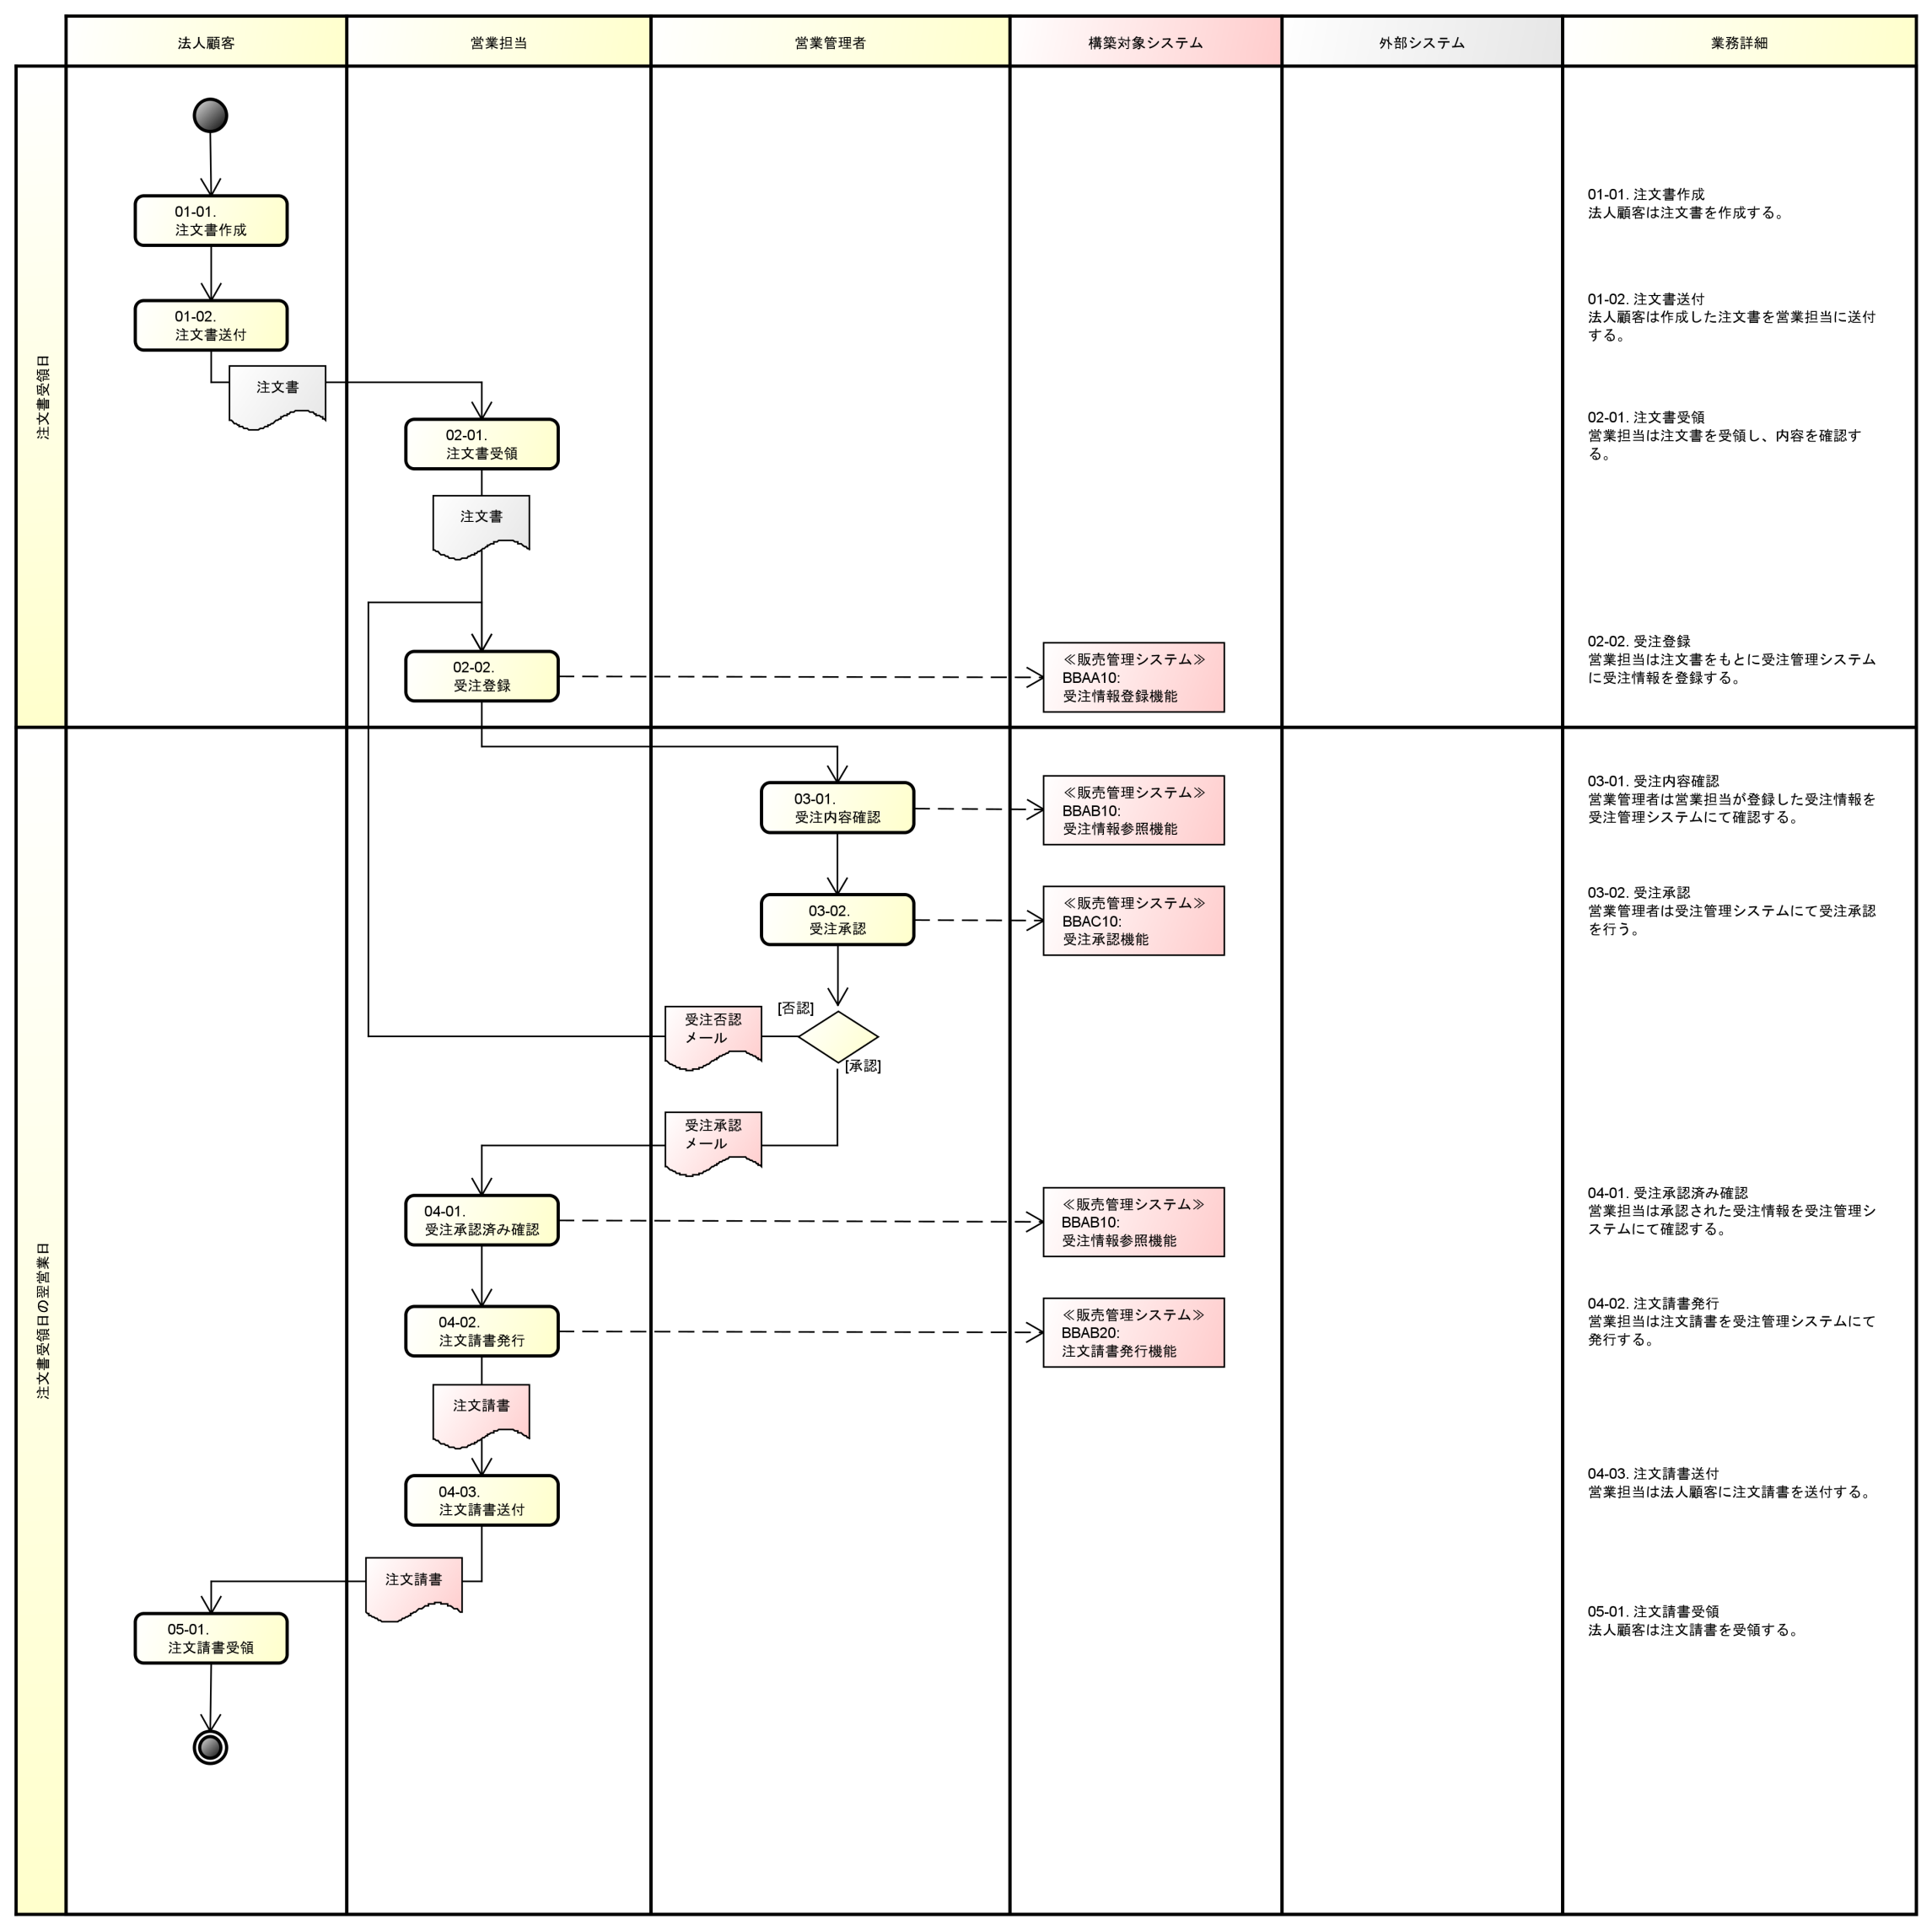 法人顧客
営業担当
営業管理者
構築対象システム
外部システム
業務詳細
注文書受領日
01-01.
注文書作成
01-01. 注文書作成
法人顧客は注文書を作成する。
01-02.
注文書送付
01-02. 注文書送付
法人顧客は作成した注文書を営業担当に送付
する。
注文書
02-01.
注文書受領
02-01. 注文書受領
営業担当は注文書を受領し、内容を確認す
る。
注文書
02-02.
受注登録
≪販売管理システム≫
BBAA10:
受注情報登録機能
02-02. 受注登録
営業担当は注文書をもとに受注管理システム
に受注情報を登録する。
注文書受領日の翌営業日
03-01.
受注内容確認
≪販売管理システム≫
BBAB10:
受注情報参照機能
03-01. 受注内容確認
営業管理者は営業担当が登録した受注情報を
受注管理システムにて確認する。
03-02.
受注承認
≪販売管理システム≫
BBAC10:
受注承認機能
03-02. 受注承認
営業管理者は受注管理システムにて受注承認
を行う。
[否認]
受注否認
メール
[承認]
受注承認
メール
04-01.
受注承認済み確認
≪販売管理システム≫
BBAB10:
受注情報参照機能
04-01. 受注承認済み確認
営業担当は承認された受注情報を受注管理シ
ステムにて確認する。
04-02.
注文請書発行
≪販売管理システム≫
BBAB20:
注文請書発行機能
04-02. 注文請書発行
営業担当は注文請書を受注管理システムにて
発行する。
注文請書
04-03.
注文請書送付
04-03. 注文請書送付
営業担当は法人顧客に注文請書を送付する。
注文請書
05-01.
注文請書受領
05-01. 注文請書受領
法人顧客は注文請書を受領する。